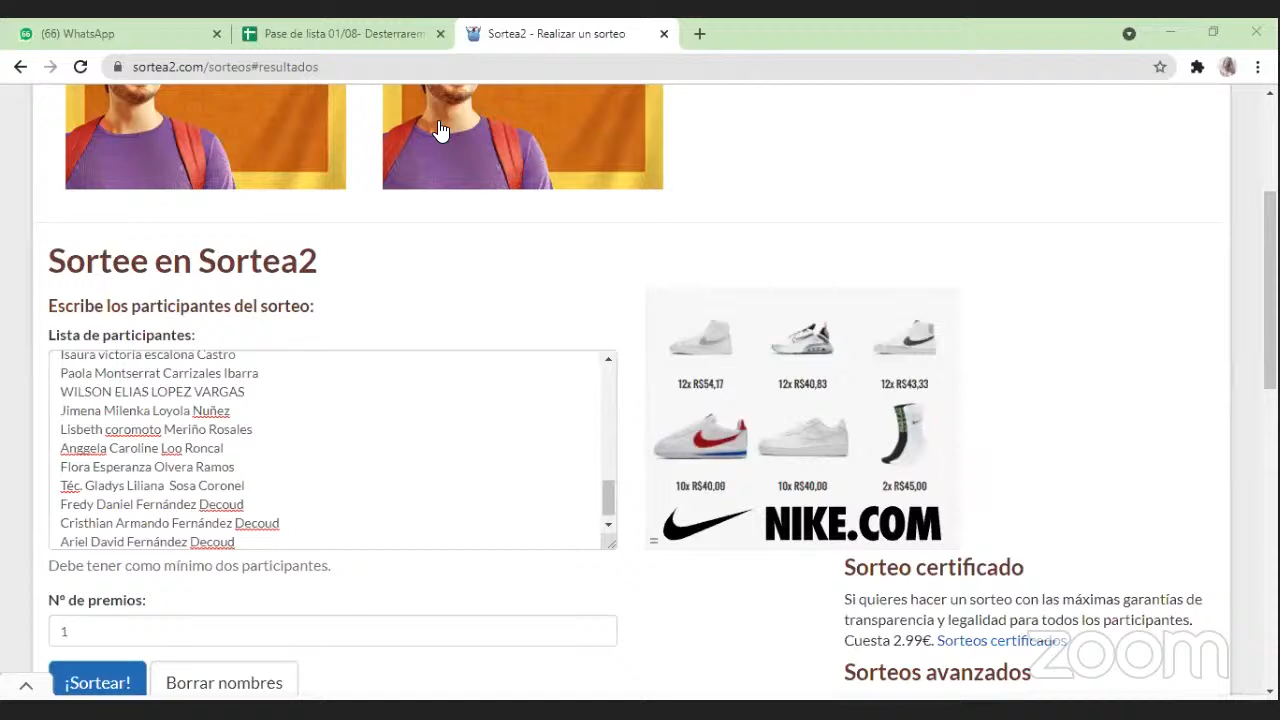 (66) WhatsApp
Pase de lista 01/08- Desterrarem
Sortea2 - Realizar un sorteo
sortea2.com/sorteos#resultados
Sortee en Sortea2
Escribe los participantes del sorteo:
Lista de participantes:
Isaura victoria escalona Castro
Paola Montserrat Carrizales Ibarra
WILSON ELIAS LOPEZ VARGAS
Jimena Milenka Loyola Nuñez
Lisbeth coromoto Meriño Rosales
Anggela Caroline Loo Roncal
Flora Esperanza Olvera Ramos
Téc. Gladys Liliana  Sosa Coronel
Fredy Daniel Fernández Decoud
Cristhian Armando Fernández Decoud
Ariel David Fernández Decoud
Debe tener como mínimo dos participantes.
Nº de premios:
1
¡Sortear!
Borrar nombres
12x R$54,17
12x R$40,83
12x R$43,33
10x R$40,00
10x R$40,00
2x R$45,00
NIKE.COM
Sorteo certificado
Si quieres hacer un sorteo con las máximas garantías de
transparencia y legalidad para todos los participantes.
Cuesta 2.99€. Sorteos certificados
Sorteos avanzados
zoom